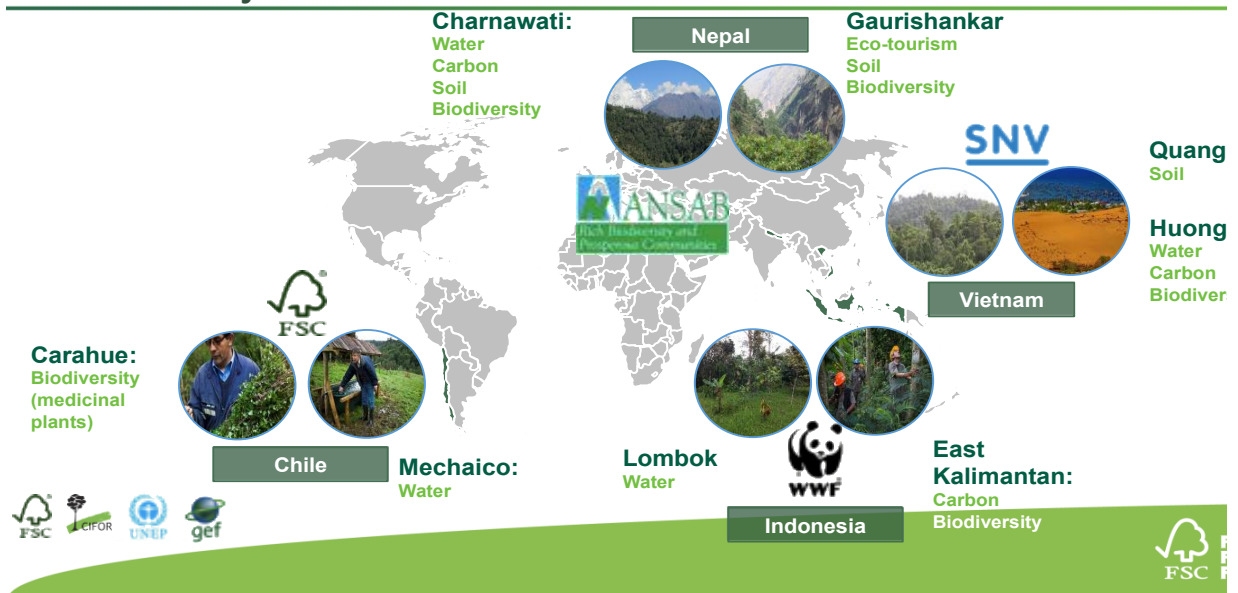 Charnawati:
Water
Carbon
Soil
Biodiversity
Nepal
Gaurishankar
Eco-tourism
Soil
Biodiversity
SNV
Quang
Soil
Huong
Water
Carbon
Biodiver
Vietnam
ANSAB
Rich Biodiversity and
Prosperous Communities
FSC
Carahue:
Biodiversity
(medicinal
plants)
Chile
Mechaico:
Water
Lombok
Water
WWF
East
Kalimantan:
Carbon
Biodiversity
Indonesia
FSC
CIFOR
UNEP
gef
FSC